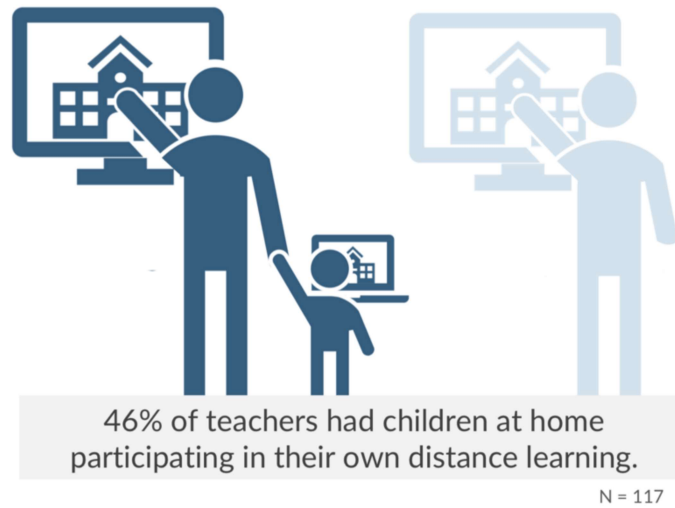 46% of teachers had children at home
participating in their own distance learning.
N = 117